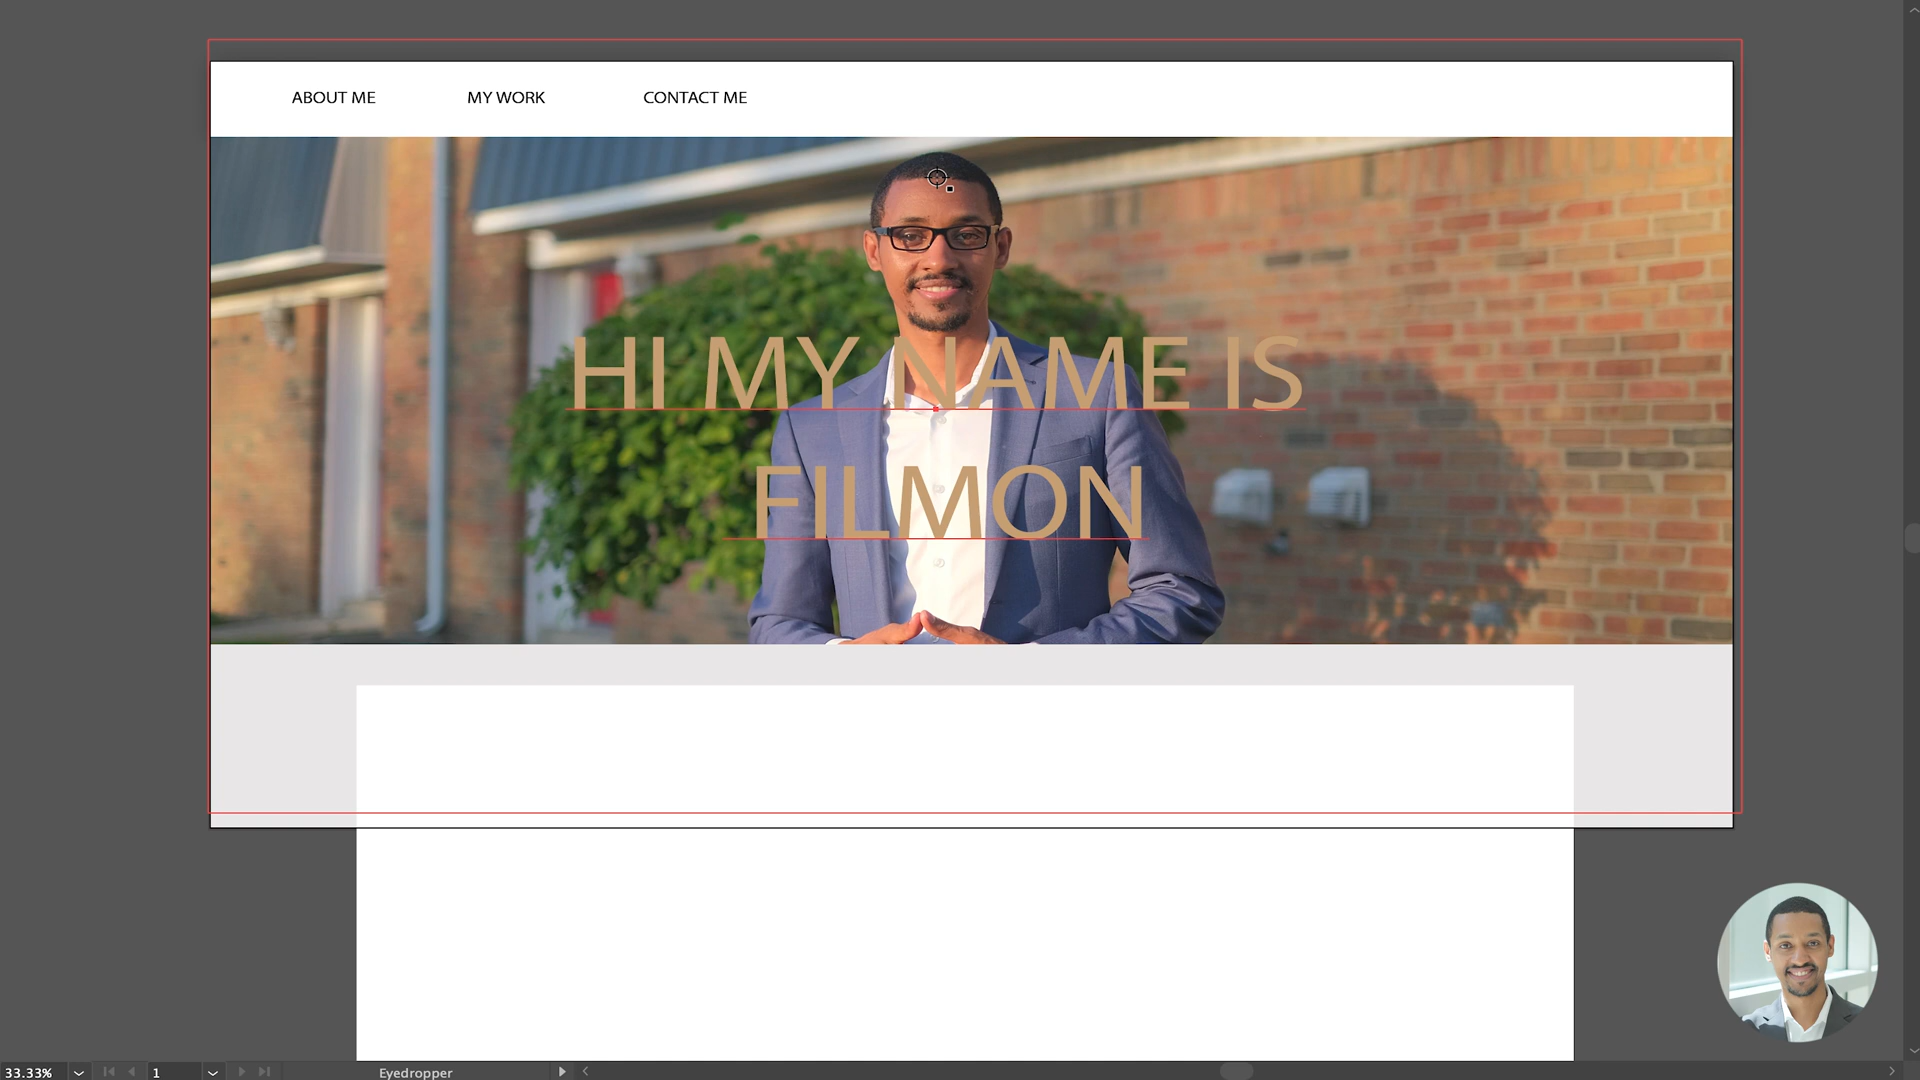 ABOUT ME MY WORK CONTACT ME
HI MY NAME IS
FILMON
33.33% 1 Eyedropper